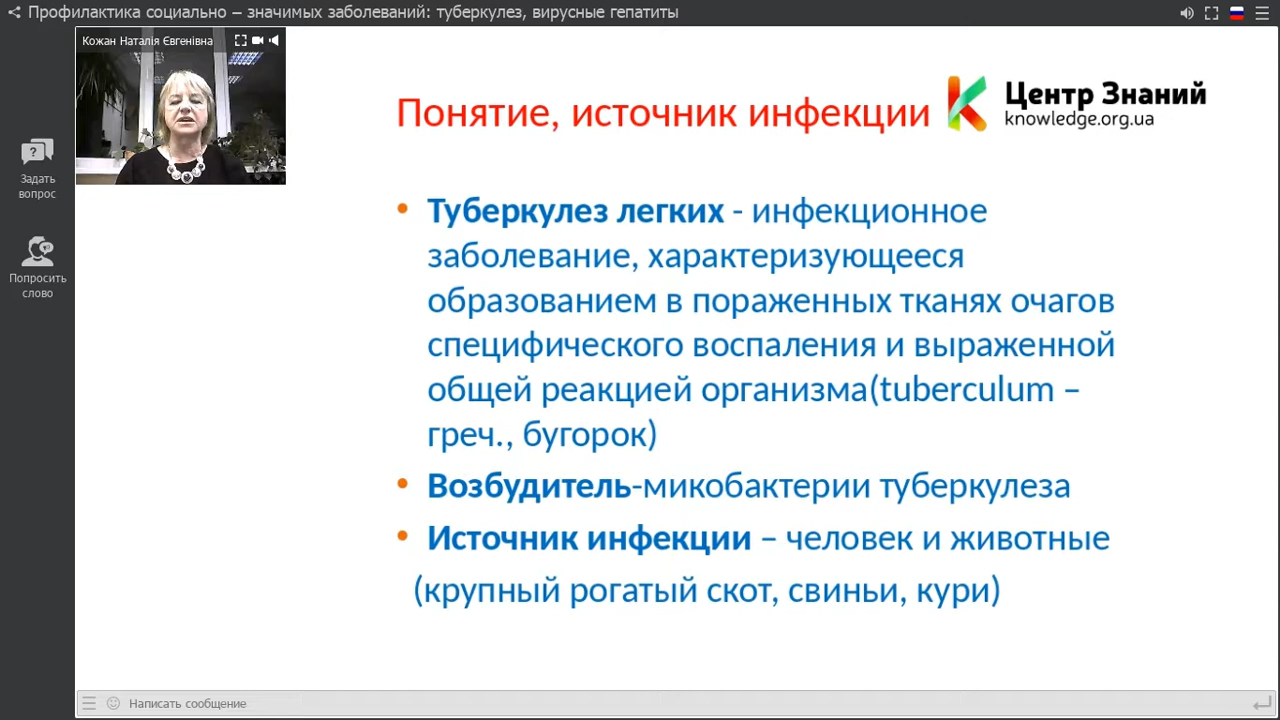 Профилактика социально – значимых заболеваний: туберкулез, вирусные гепатиты
Кожан Наталія Євгенівна
Задать
вопрос
Попросить
слово
Понятие, источник инфекции
Центр Знаний
knowledge.org.ua
• Туберкулез легких - инфекционное
заболевание, характеризующееся
образованием в пораженных тканях очагов
специфического воспаления и выраженной
общей реакцией организма(tuberculum –
греч., бугорок)
• Возбудитель-микобактерии туберкулеза
• Источник инфекции – человек и животные
(крупный рогатый скот, свиньи, кури)
Написать сообщение